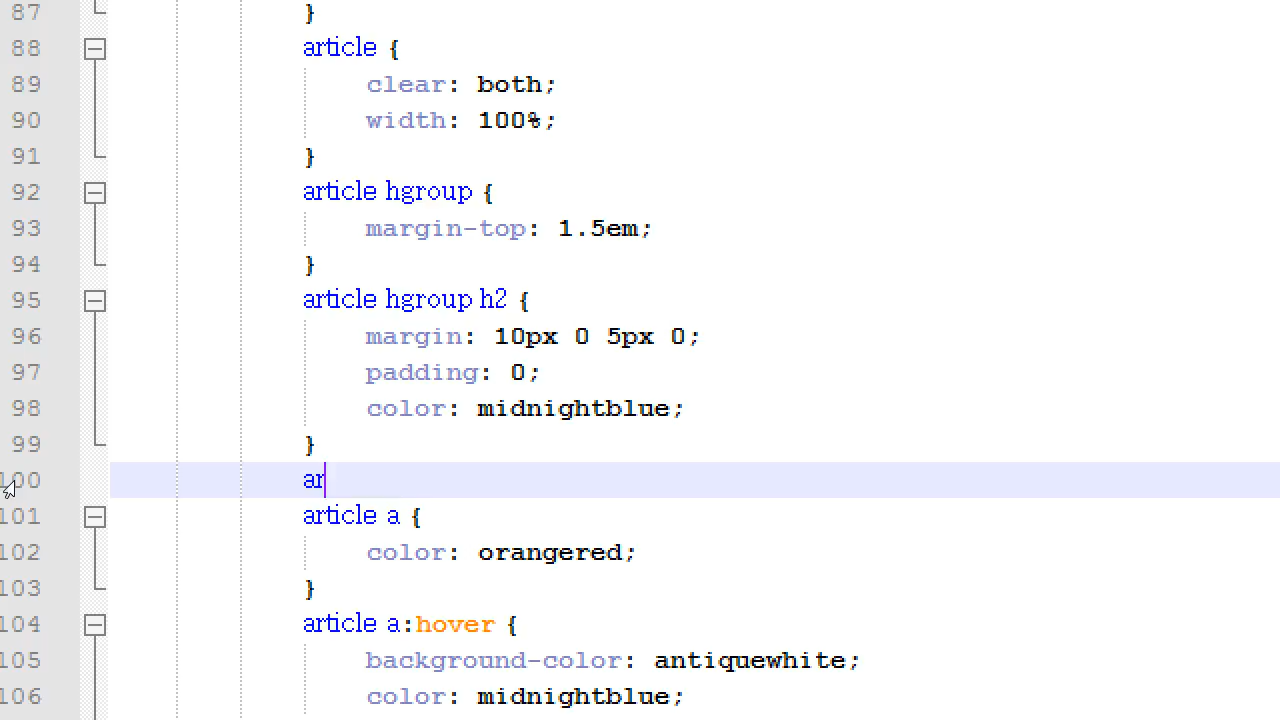 87 }
88 article {
89 clear: both;
90 width: 100%;
91 }
92 article hgroup {
93 margin-top: 1.5em;
94 }
95 article hgroup h2 {
96 margin: 10px 0 5px 0;
97 padding: 0;
98 color: midnightblue;
99 }
100 ar
101 article a {
102 color: orangered;
103 }
104 article a:hover {
105 background-color: antiquewhite;
106 color: midnightblue;